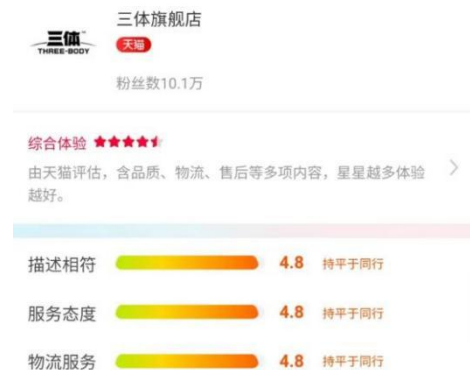 三体旗舰店
三体
THREE-BODY
天猫
粉丝数10.1万
综合体验
由天猫评估，含品质、物流、售后等多项内容，星星越多体验
越好。
描述相符 4.8 持平于同行
服务态度 4.8 持平于同行
物流服务 4.8 持平于同行